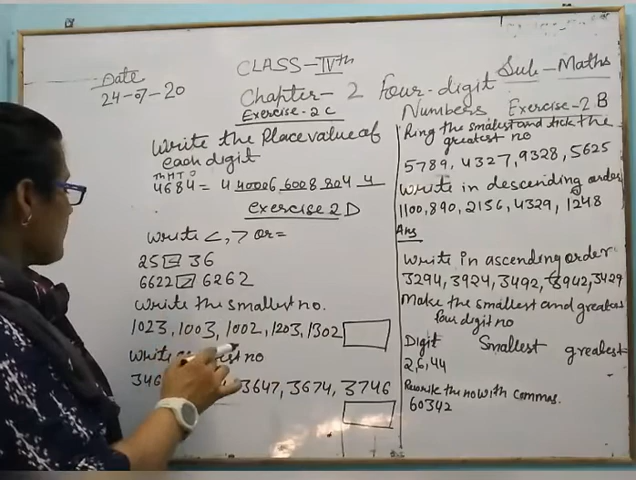 Date
24-07-20
CLASS-IVth
Sub-Maths
Chapter-2 Four-digit
Numbers Exercise-2B
Exercise-2C
Write the Place value of
each digit
Th H T O
4684 = 4 4000 6 600 8 80 4 4
Exercise 2D
Write <, > or =
25 < 36
6622 > 6262
Write the smallest no.
1023, 1003, 1002, 1203, 1302
Write no
3647, 3674, 3746
Ring the smallest and tick the
greatest no
5789, 4327, 9328, 5625
Write in descending order
1100, 890, 2156, 4329, 1248
Ans
Write in ascending order
3294, 3924, 3492, 3942, 3429
Make the smallest and greates
four digit no
Digit Smallest greatest
2,6,44
Rewrite the no with commas.
60342